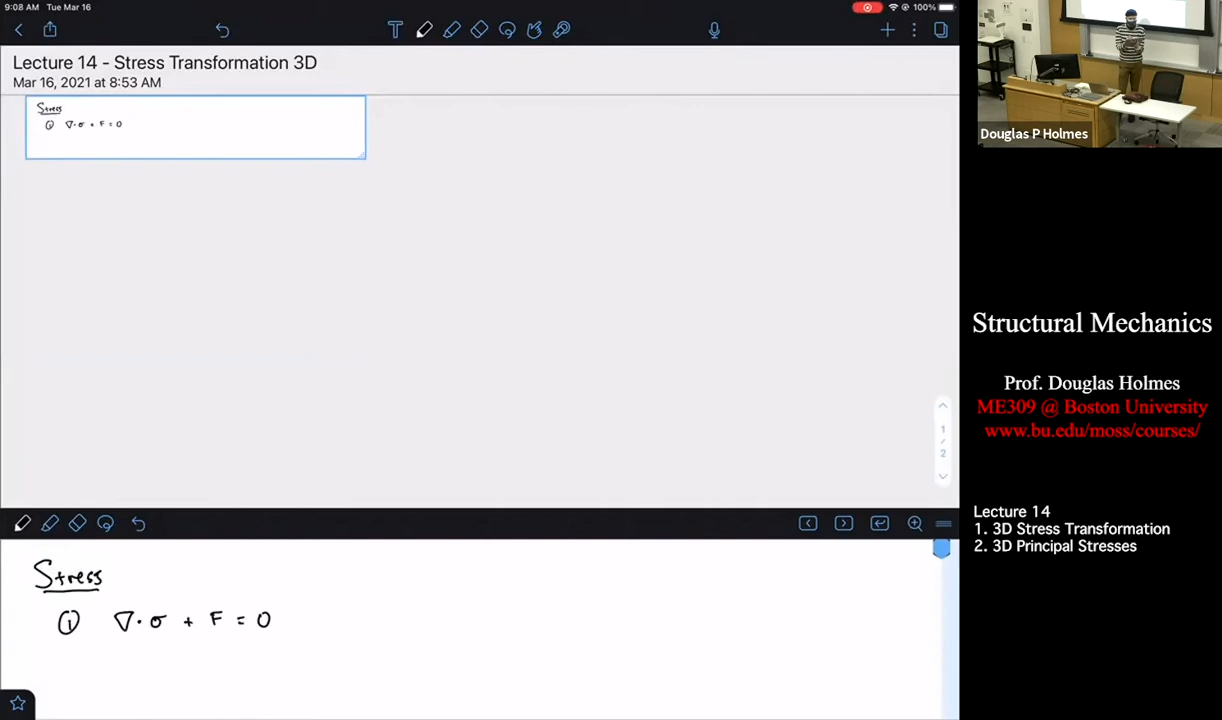 9:08 AM Tue Mar 16
100%
Lecture 14 - Stress Transformation 3D
Mar 16, 2021 at 8:53 AM
Stress
① ∇·σ + F = 0
1
/
2
Stress
① ∇·σ + F = 0
Douglas P Holmes
Structural Mechanics
Prof. Douglas Holmes
ME309 @ Boston University
www.bu.edu/moss/courses/
Lecture 14
1. 3D Stress Transformation
2. 3D Principal Stresses